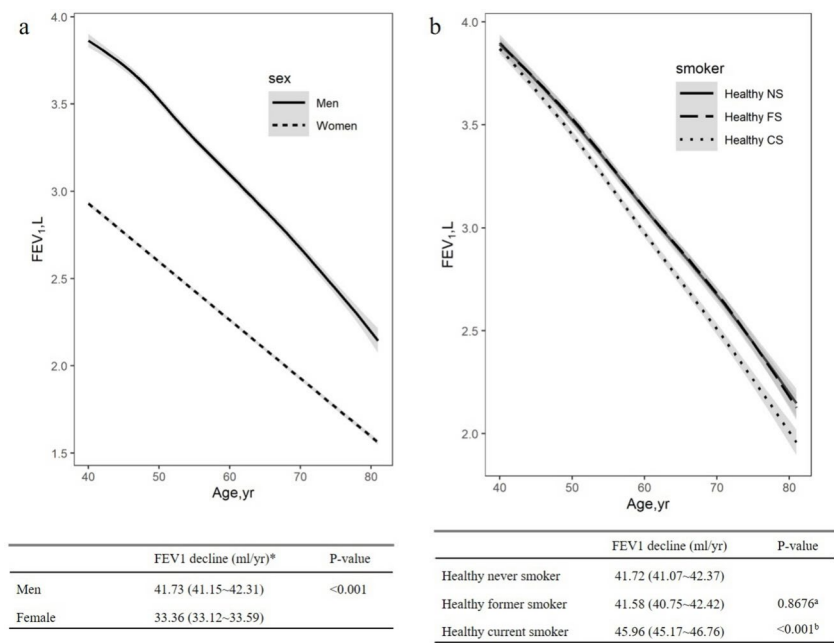 a
4.0
3.5
3.0
2.5
2.0
1.5
FEV1,L
sex
Men
Women
40 50 60 70 80
Age,yr
FEV1 decline (ml/yr)* P-value
Men 41.73 (41.15~42.31) <0.001
Female 33.36 (33.12~33.59)
b
4.0
3.5
3.0
2.5
2.0
FEV1,L
smoker
Healthy NS
Healthy FS
Healthy CS
40 50 60 70 80
Age,yr
FEV1 decline (ml/yr) P-value
Healthy never smoker 41.72 (41.07~42.37)
Healthy former smoker 41.58 (40.75~42.42) 0.8676a
Healthy current smoker 45.96 (45.17~46.76) <0.001b